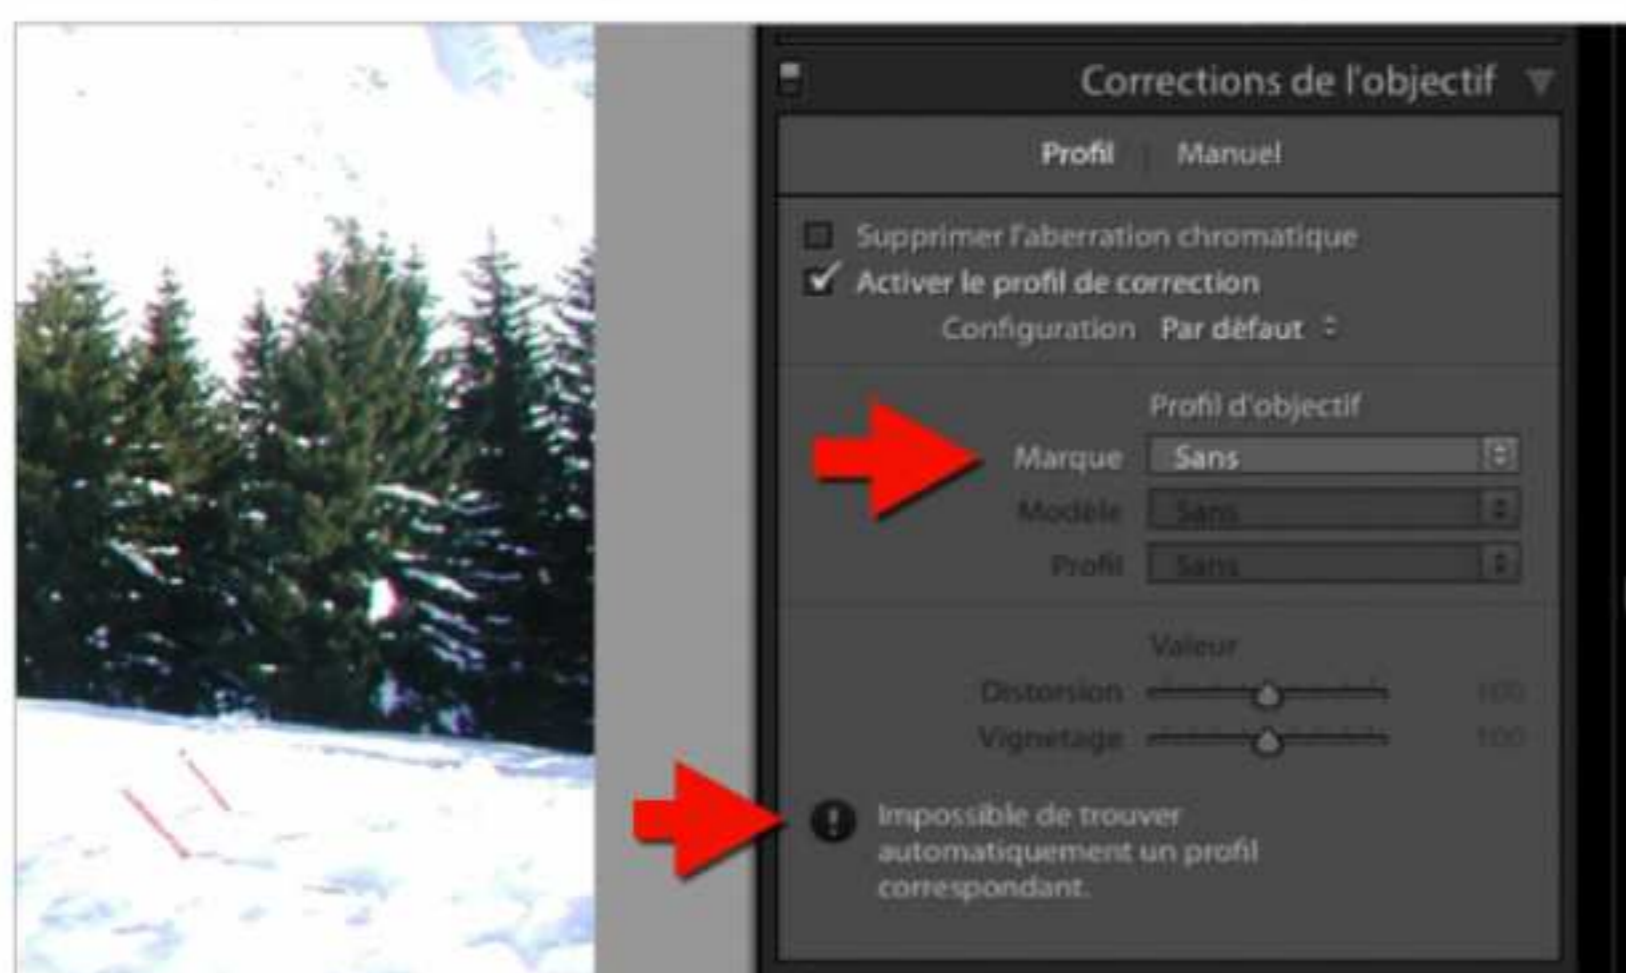 Corrections de l'objectif
Profil | Manuel
Supprimer l'aberration chromatique
Activer le profil de correction
Configuration Par défaut
Profil d'objectif
Marque Sans
Modèle Sans
Profil Sans
Valeur
Distorsion 100
Vignetage 100
Impossible de trouver
automatiquement un profil
correspondant.